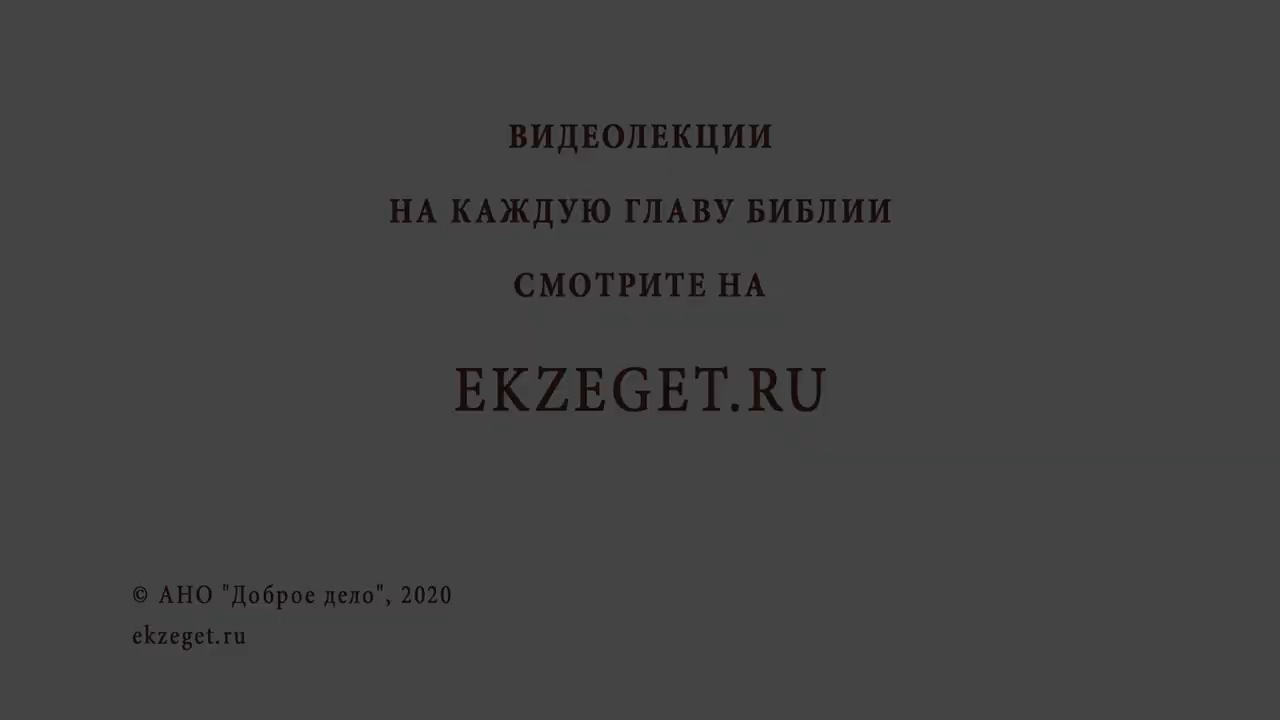 ВИДЕОЛЕКЦИИ
НА КАЖДУЮ ГЛАВУ БИБЛИИ
СМОТРИТЕ НА
EKZEGET.RU
© АНО "Доброе дело", 2020
ekzeget.ru